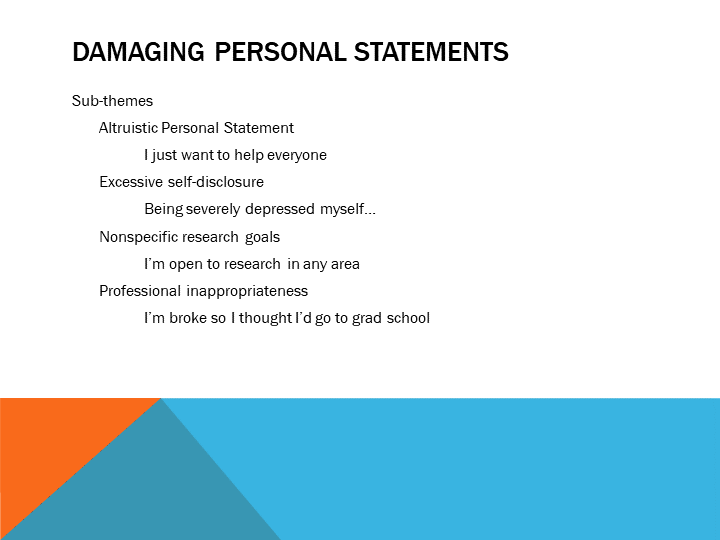 DAMAGING PERSONAL STATEMENTS
Sub-themes
Altruistic Personal Statement
I just want to help everyone
Excessive self-disclosure
Being severely depressed myself…
Nonspecific research goals
I’m open to research in any area
Professional inappropriateness
I’m broke so I thought I’d go to grad school